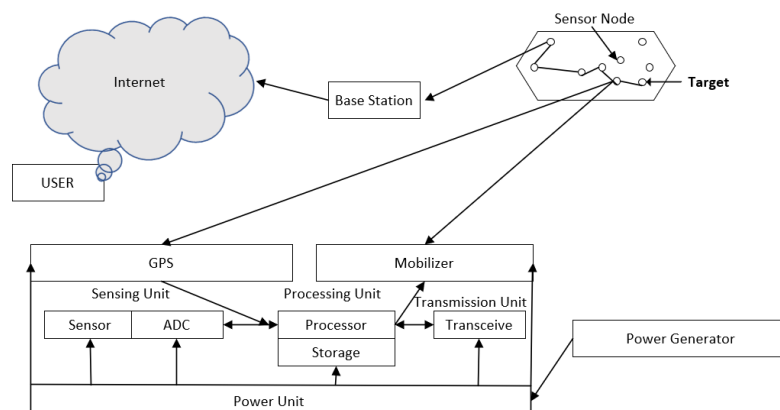 Sensor Node
Internet
Target
Base Station
USER
GPS
Mobilizer
Sensing Unit
Processing Unit
Transmission Unit
Sensor
ADC
Processor
Transceive
Storage
Power Generator
Power Unit